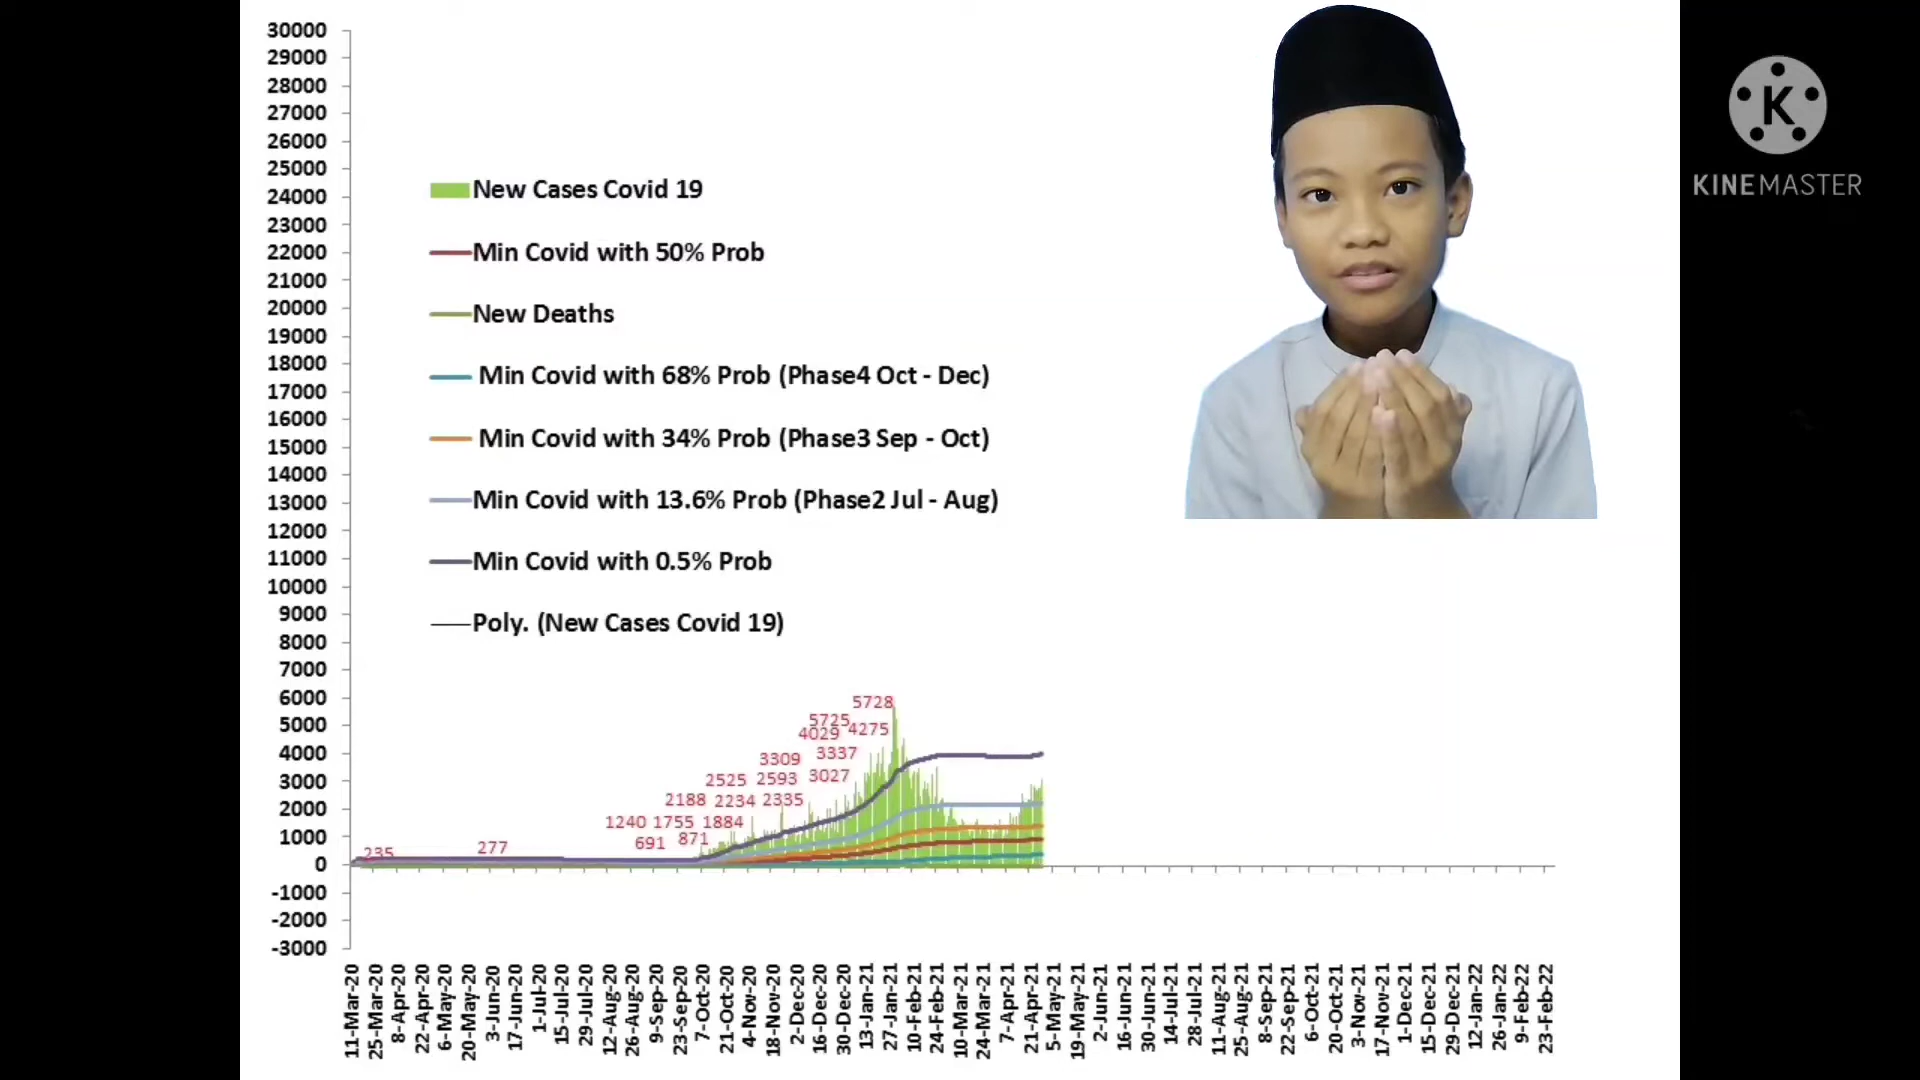 30000
29000
28000
27000
26000
25000
24000
23000
22000
21000
20000
19000
18000
17000
16000
15000
14000
13000
12000
11000
10000
9000
8000
7000
6000
5000
4000
3000
2000
1000
0
-1000
-2000
-3000
New Cases Covid 19
Min Covid with 50% Prob
New Deaths
Min Covid with 68% Prob (Phase4 Oct - Dec)
Min Covid with 34% Prob (Phase3 Sep - Oct)
Min Covid with 13.6% Prob (Phase2 Jul - Aug)
Min Covid with 0.5% Prob
Poly. (New Cases Covid 19)
235
277
1240
691
1755
871
2188
1884
2525
2234
2593
2335
3309
3027
3337
4029
5725
4275
5728
11-Mar-20
25-Mar-20
8-Apr-20
22-Apr-20
6-May-20
20-May-20
3-Jun-20
17-Jun-20
1-Jul-20
15-Jul-20
29-Jul-20
12-Aug-20
26-Aug-20
9-Sep-20
23-Sep-20
7-Oct-20
21-Oct-20
4-Nov-20
18-Nov-20
2-Dec-20
16-Dec-20
30-Dec-20
13-Jan-21
27-Jan-21
10-Feb-21
24-Feb-21
10-Mar-21
24-Mar-21
7-Apr-21
21-Apr-21
5-May-21
19-May-21
2-Jun-21
16-Jun-21
30-Jun-21
14-Jul-21
28-Jul-21
11-Aug-21
25-Aug-21
8-Sep-21
22-Sep-21
6-Oct-21
20-Oct-21
3-Nov-21
17-Nov-21
1-Dec-21
15-Dec-21
29-Dec-21
12-Jan-22
26-Jan-22
9-Feb-22
23-Feb-22
K
KINEMASTER